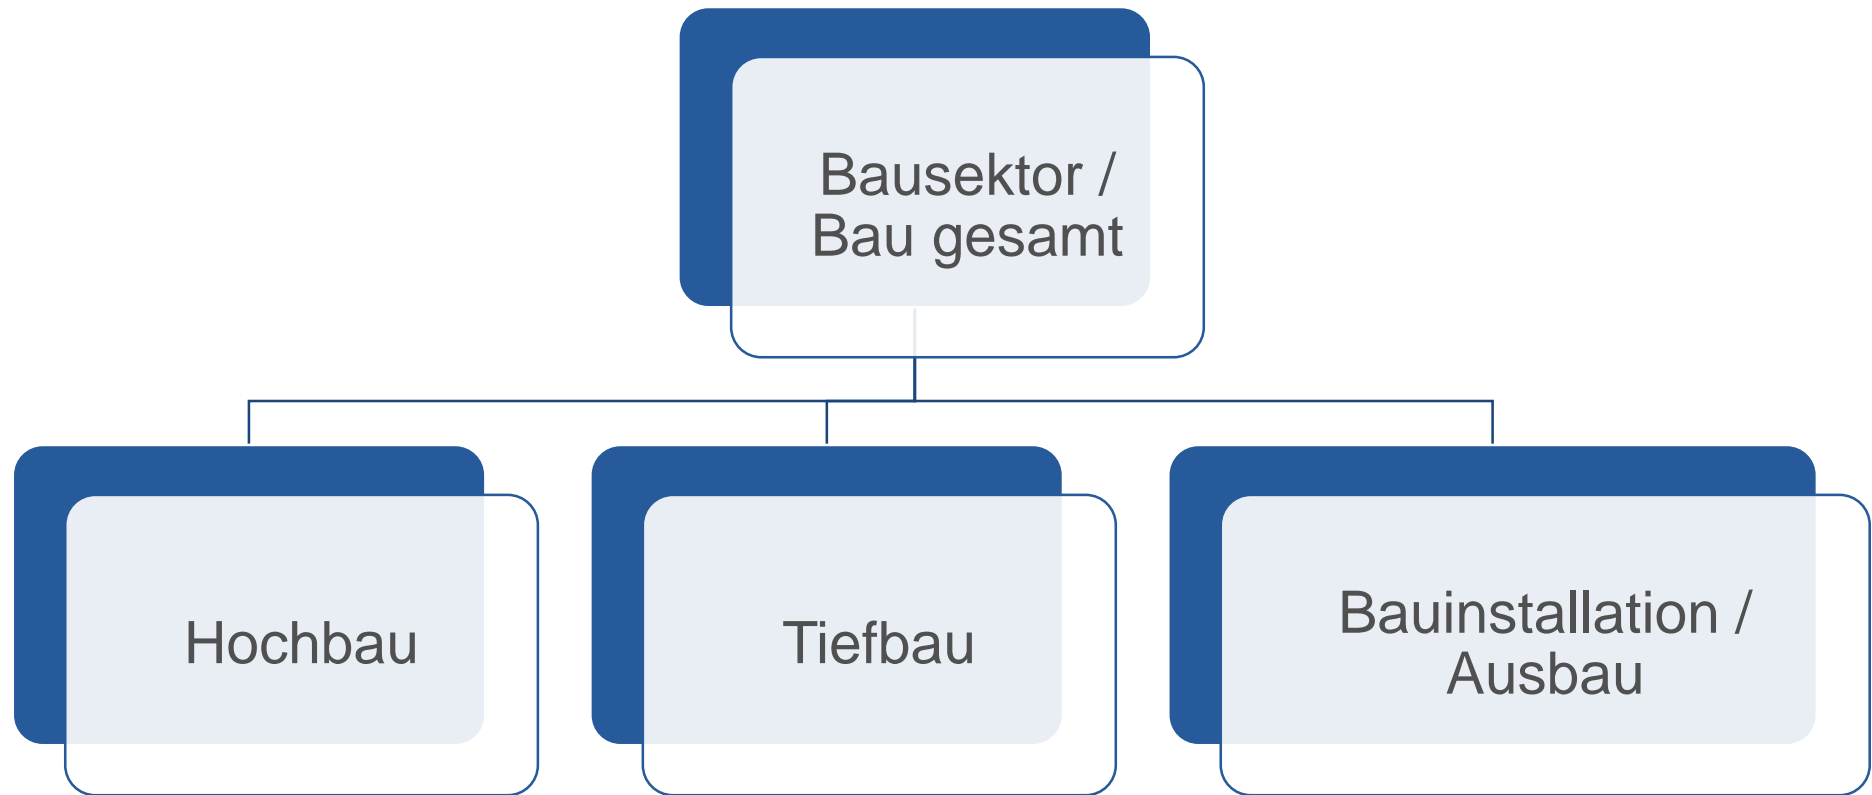 Bausektor /
Bau gesamt
Hochbau
Tiefbau
Bauinstallation /
Ausbau